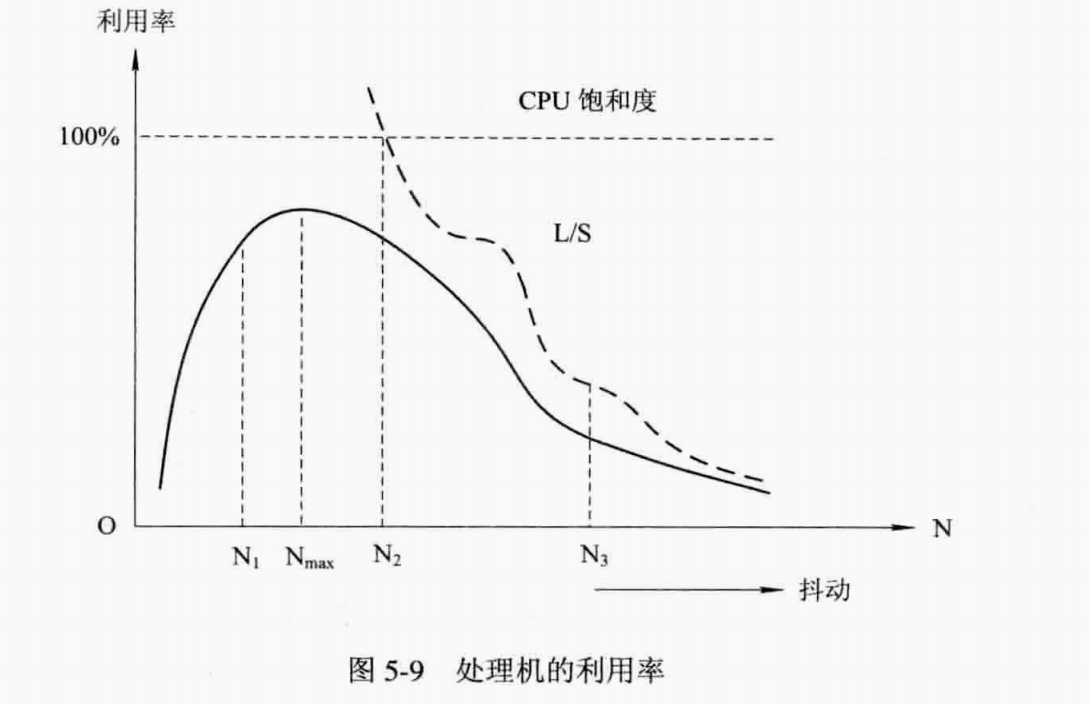 利用率
CPU 饱和度
100%
L/S
O
N
N₁
Nmax
N₂
N₃
抖动
图 5-9 处理机的利用率